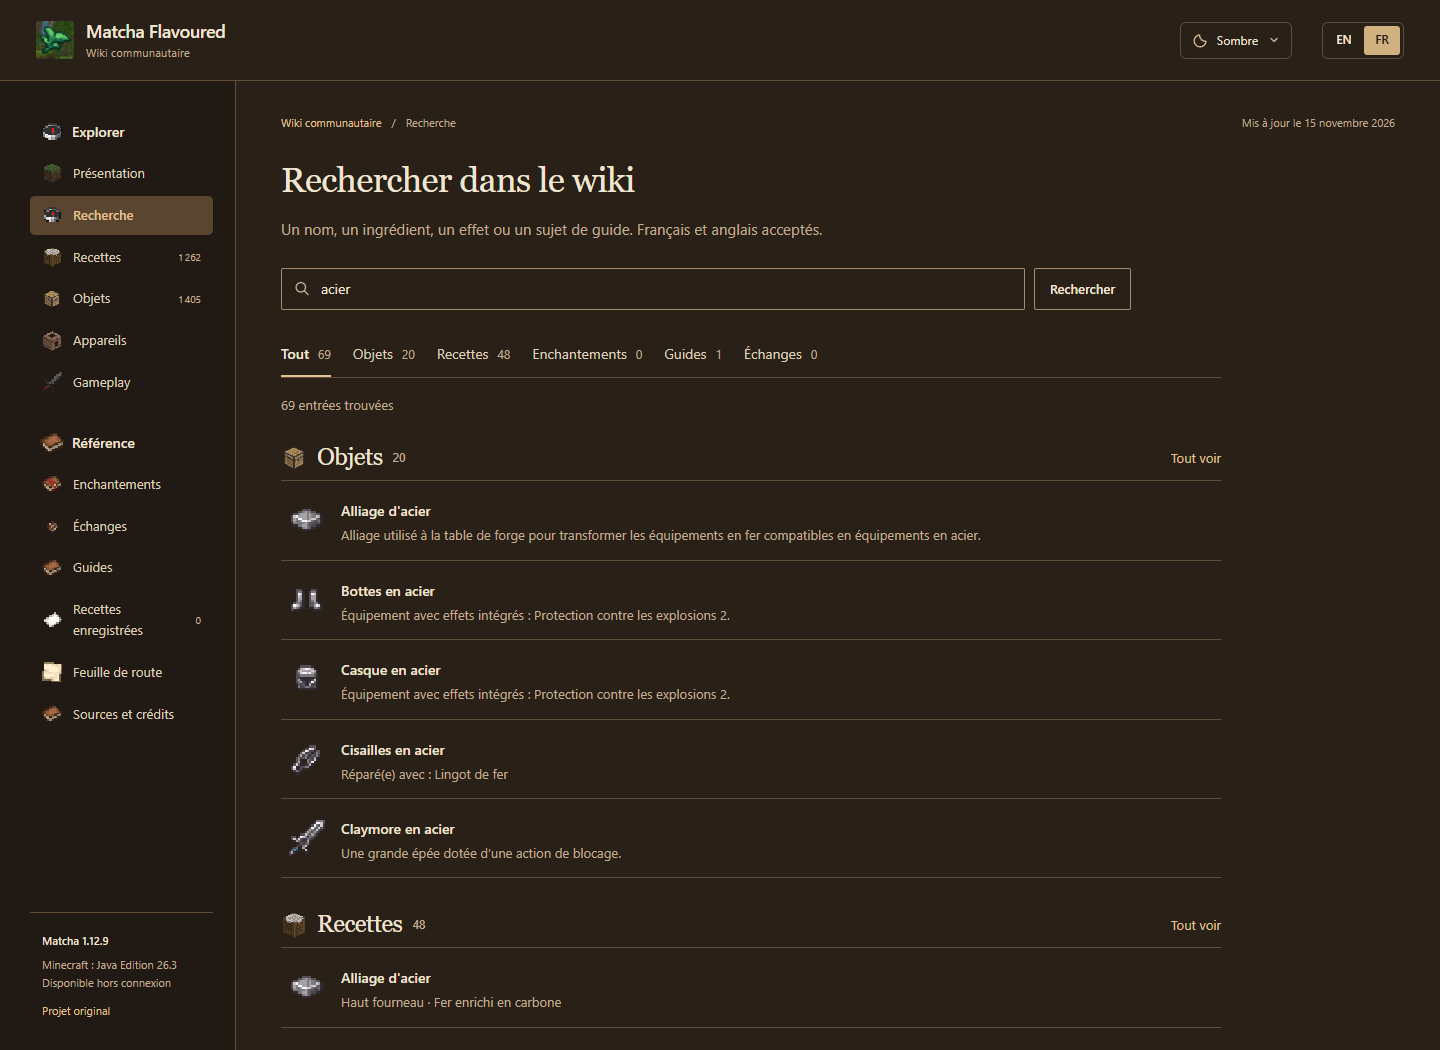 Matcha Flavoured
Wiki communautaire
Sombre
EN
FR
Explorer
Présentation
Recherche
Recettes 1 262
Objets 1 405
Appareils
Gameplay
Référence
Enchantements
Échanges
Guides
Recettes
enregistrées 0
Feuille de route
Sources et crédits
Matcha 1.12.9
Minecraft : Java Edition 26.3
Disponible hors connexion
Projet original
Wiki communautaire / Recherche
Mis à jour le 15 novembre 2026
Rechercher dans le wiki
Un nom, un ingrédient, un effet ou un sujet de guide. Français et anglais acceptés.
acier
Rechercher
Tout 69 Objets 20 Recettes 48 Enchantements 0 Guides 1 Échanges 0
69 entrées trouvées
Objets 20
Tout voir
Alliage d'acier
Alliage utilisé à la table de forge pour transformer les équipements en fer compatibles en équipements en acier.
Bottes en acier
Équipement avec effets intégrés : Protection contre les explosions 2.
Casque en acier
Équipement avec effets intégrés : Protection contre les explosions 2.
Cisailles en acier
Réparé(e) avec : Lingot de fer
Claymore en acier
Une grande épée dotée d'une action de blocage.
Recettes 48
Tout voir
Alliage d'acier
Haut fourneau · Fer enrichi en carbone